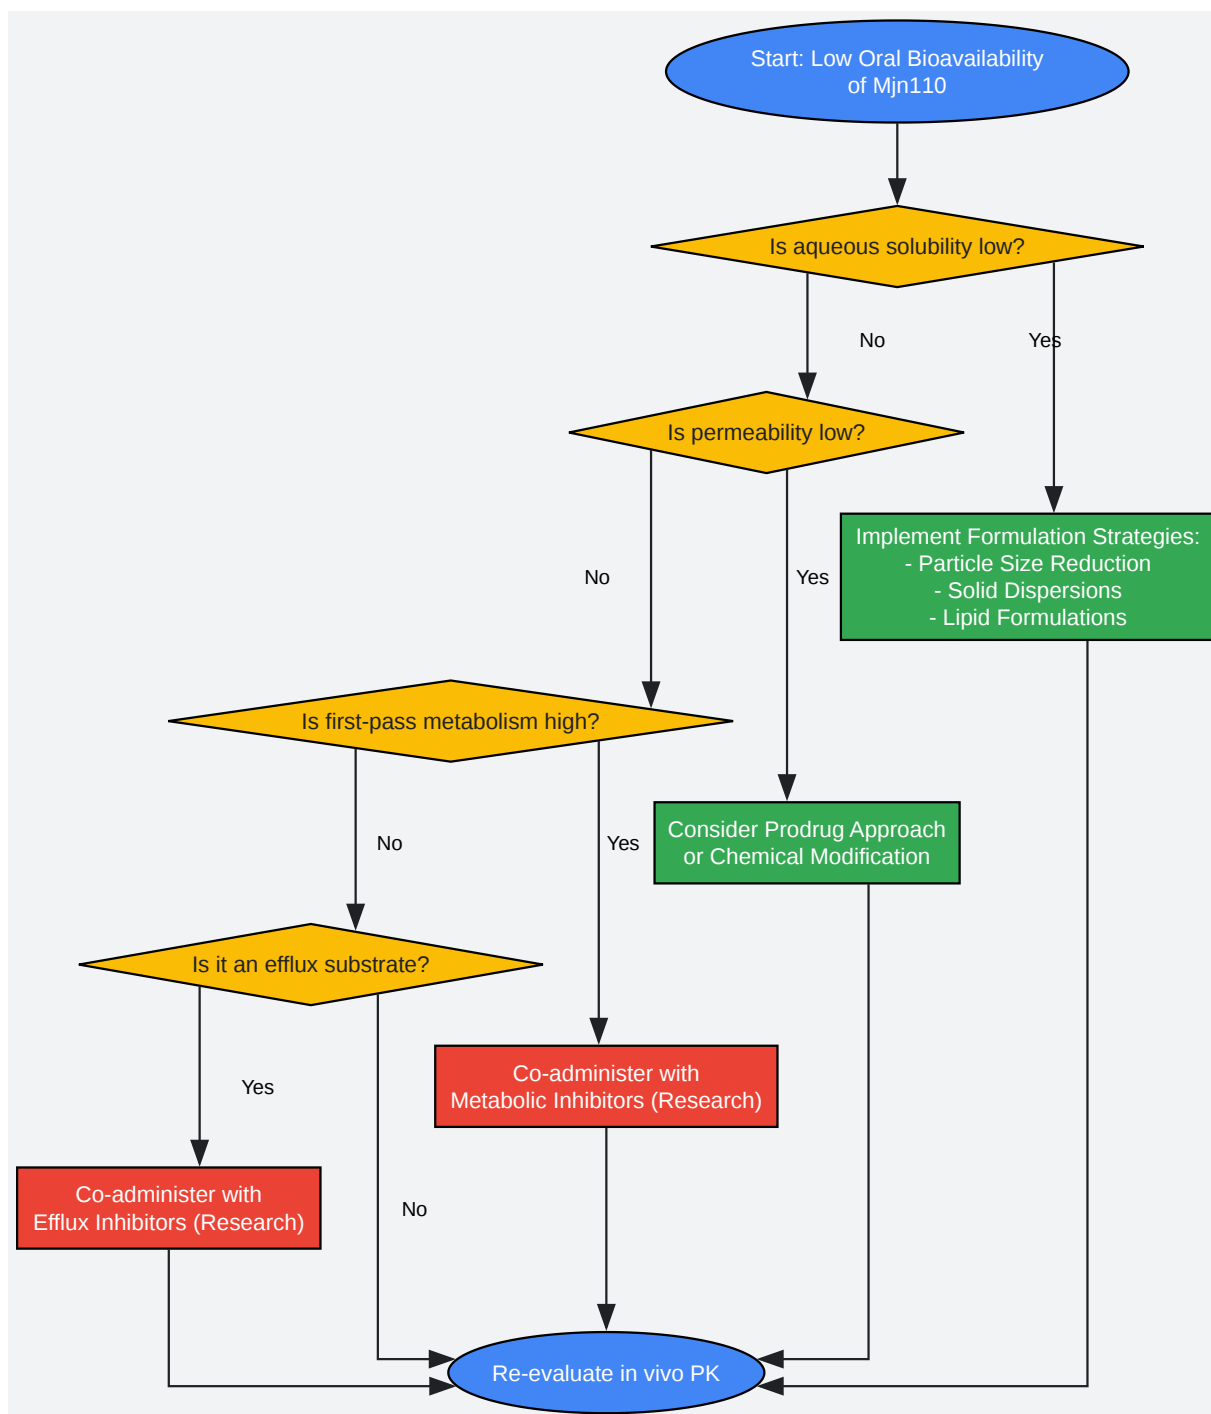 Start: Low Oral Bioavailability
of Mjn110
Is aqueous solubility low?
No
Yes
Is permeability low?
Implement Formulation Strategies:
- Particle Size Reduction
- Solid Dispersions
- Lipid Formulations
No
Yes
Is first-pass metabolism high?
Consider Prodrug Approach
or Chemical Modification
No
Yes
Is it an efflux substrate?
Co-administer with
Metabolic Inhibitors (Research)
Yes
Co-administer with
Efflux Inhibitors (Research)
No
Re-evaluate in vivo PK